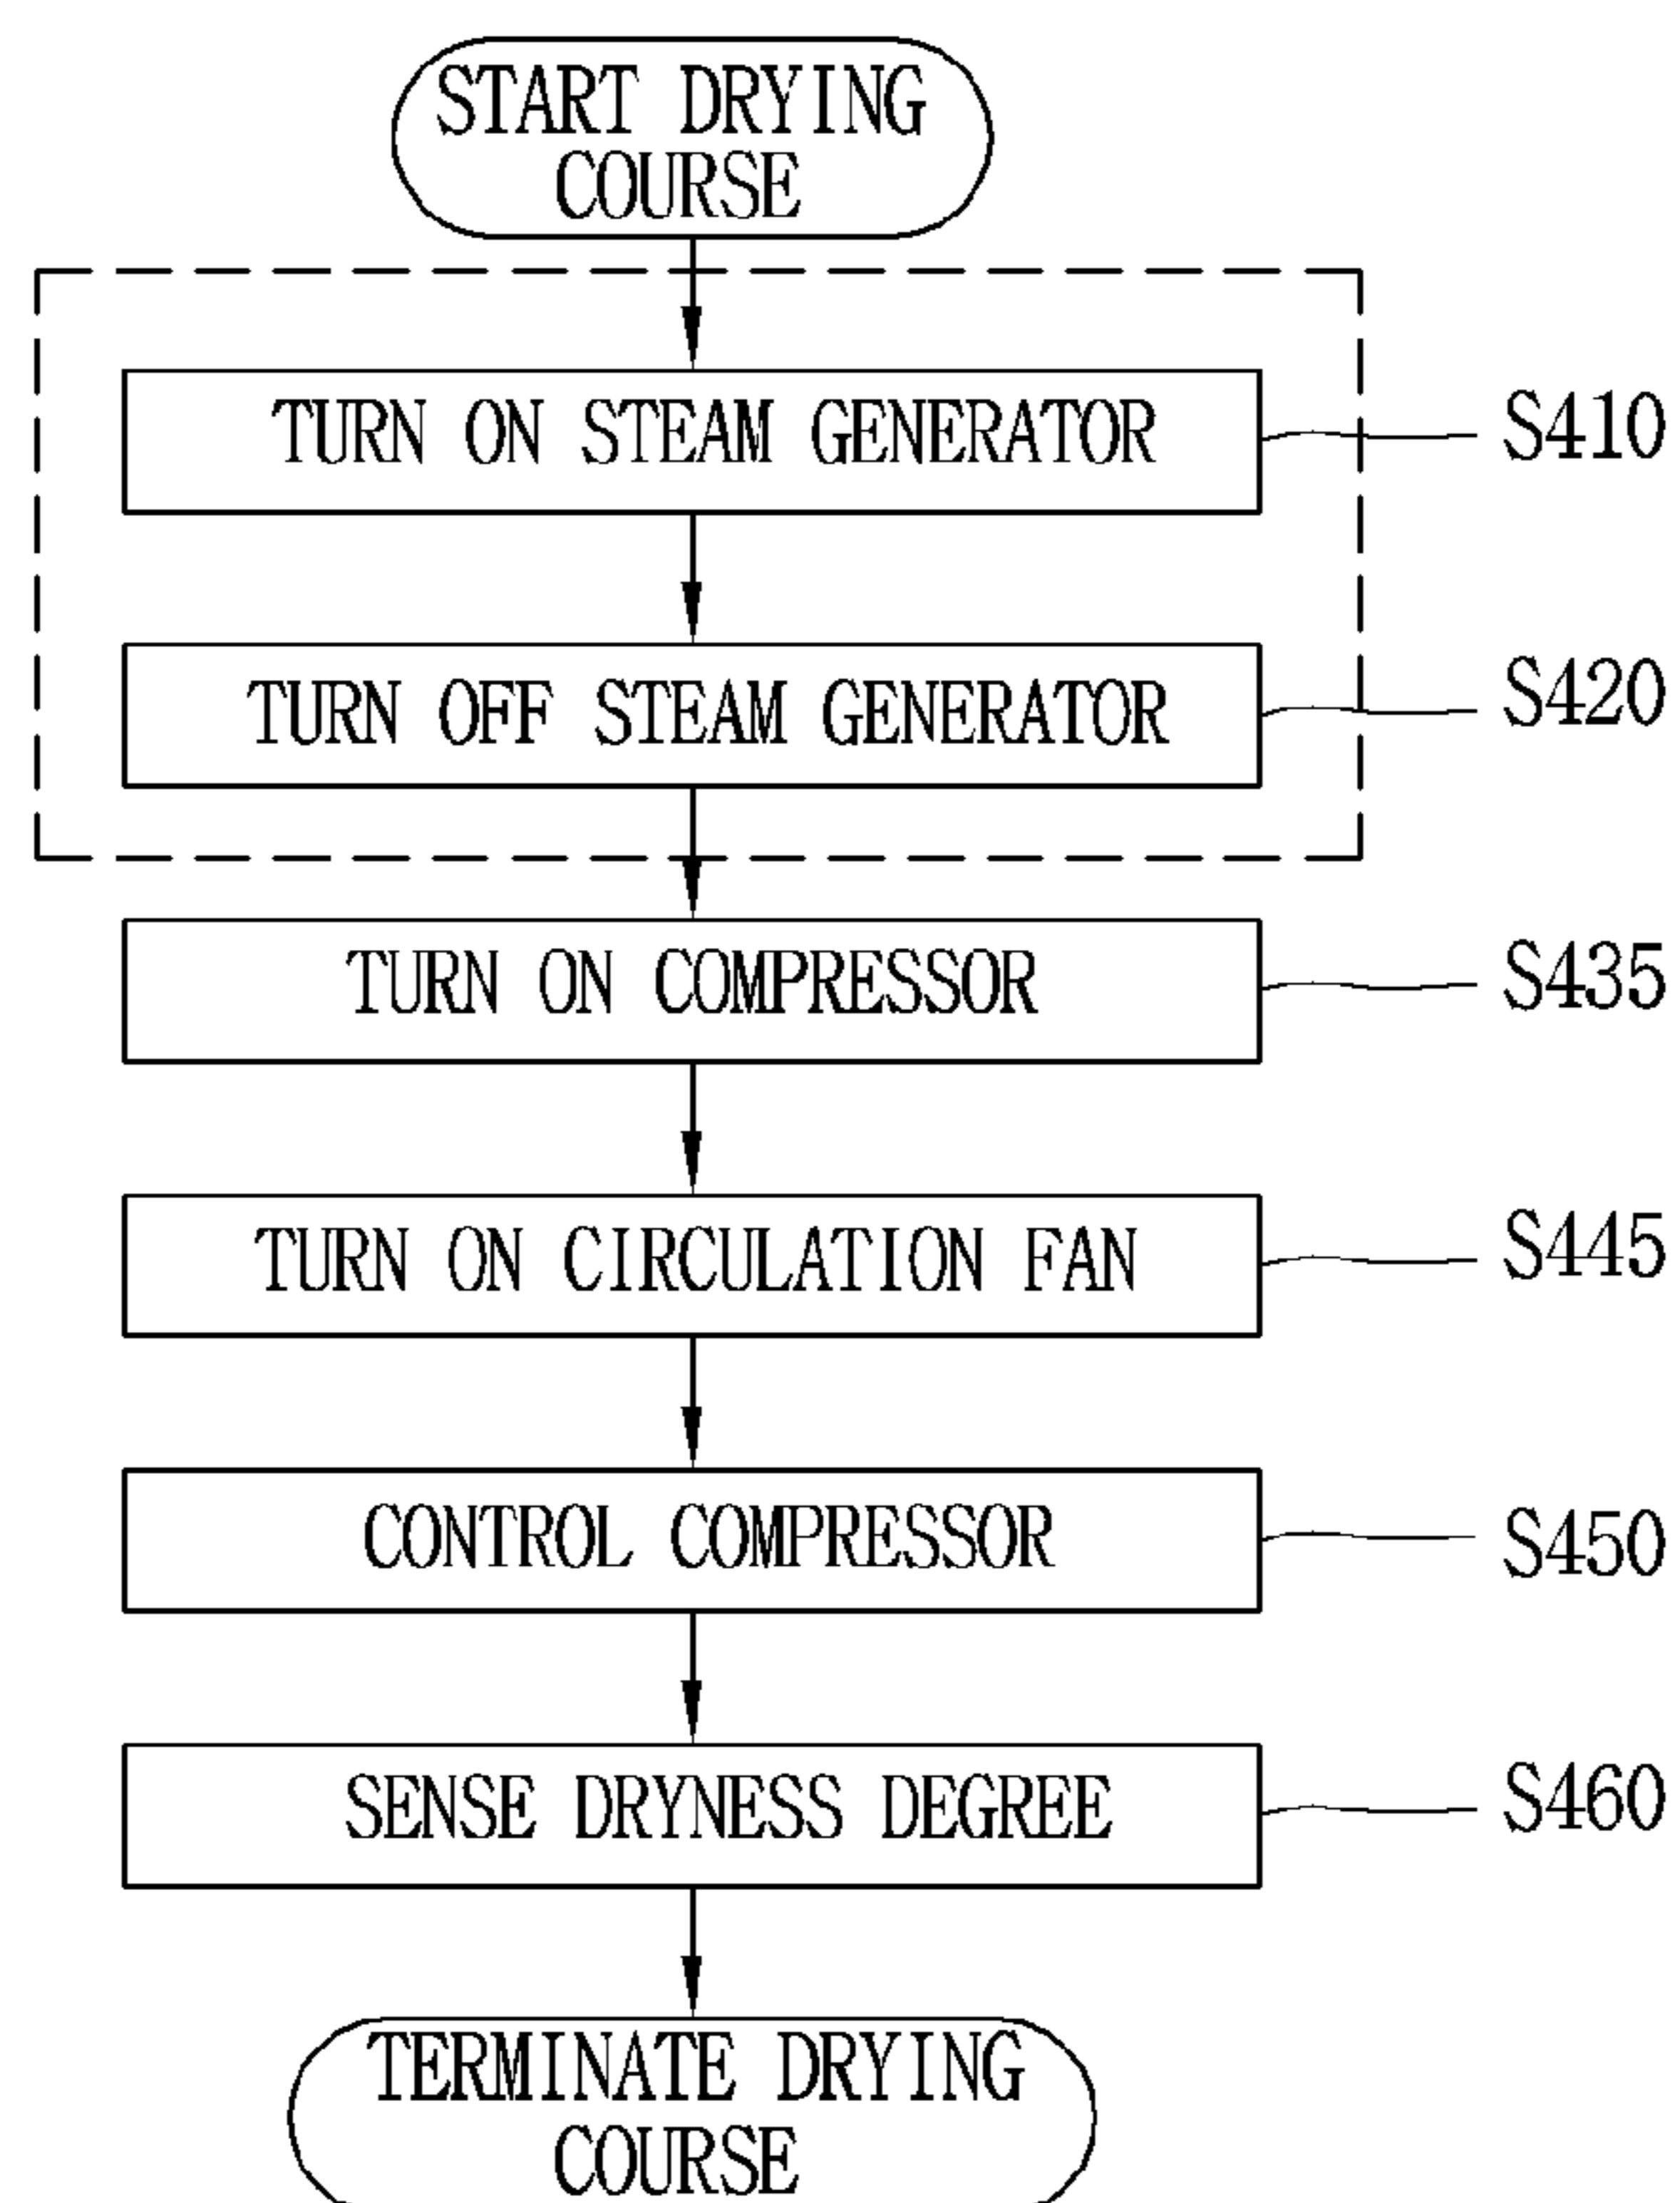 START DRYING
COURSE
TURN ON STEAM GENERATOR
S410
TURN OFF STEAM GENERATOR
S420
TURN ON COMPRESSOR
S435
TURN ON CIRCULATION FAN
S445
CONTROL COMPRESSOR
S450
SENSE DRYNESS DEGREE
S460
TERMINATE DRYING
COURSE